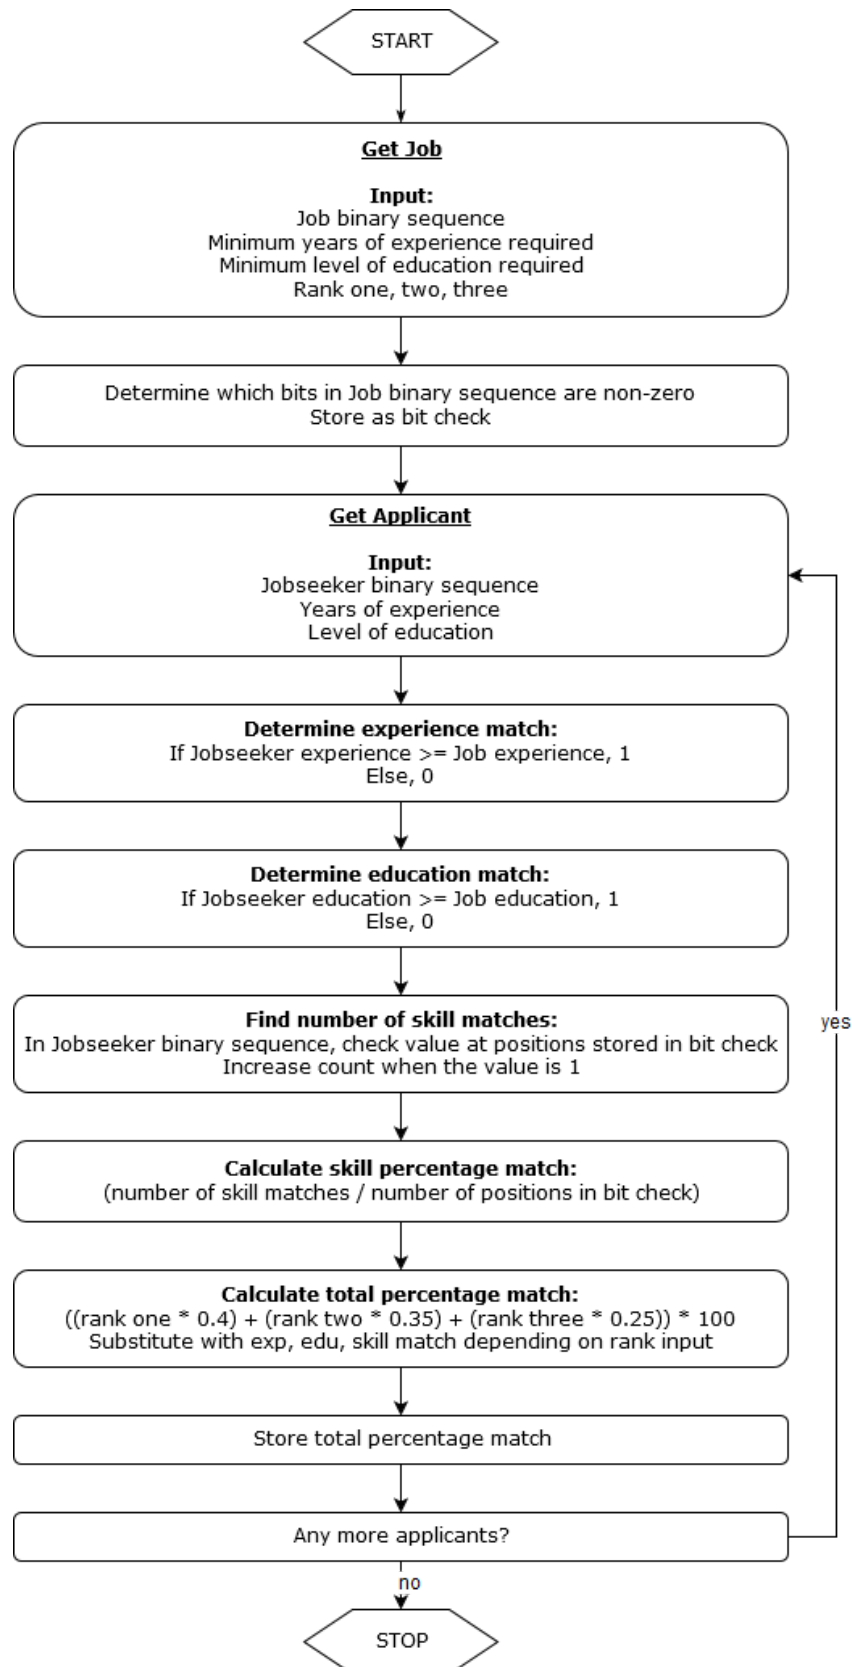 START
Get Job
Input:
Job binary sequence
Minimum years of experience required
Minimum level of education required
Rank one, two, three
Determine which bits in Job binary sequence are non-zero
Store as bit check
Get Applicant
Input:
Jobseeker binary sequence
Years of experience
Level of education
Determine experience match:
If Jobseeker experience >= Job experience, 1
Else, 0
Determine education match:
If Jobseeker education >= Job education, 1
Else, 0
Find number of skill matches:
In Jobseeker binary sequence, check value at positions stored in bit check
Increase count when the value is 1
yes
Calculate skill percentage match:
(number of skill matches / number of positions in bit check)
Calculate total percentage match:
((rank one * 0.4) + (rank two * 0.35) + (rank three * 0.25)) * 100
Substitute with exp, edu, skill match depending on rank input
Store total percentage match
Any more applicants?
no
STOP